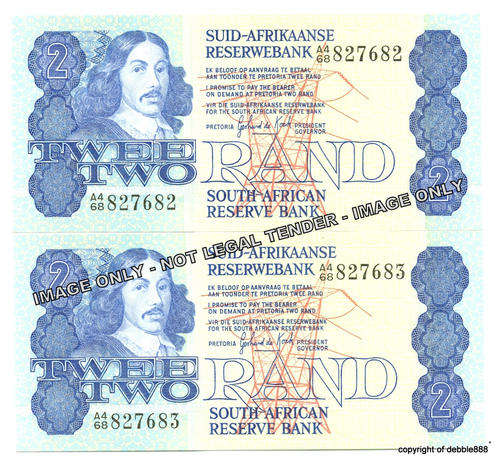 2
SUID-AFRIKAANSE
RESERWEBANK A4/68 827682
EK BELOOF OP AANVRAAG TE BETAAL
AAN TOONDER TE PRETORIA TWEE RAND
I PROMISE TO PAY THE BEARER
ON DEMAND AT PRETORIA TWO RAND
VIR DIE SUID-AFRIKAANSE RESERWEBANK
FOR THE SOUTH AFRICAN RESERVE BANK
PRETORIA PRESIDENT
GOVERNOR
TWEE
TWO RAND
2
A4/68 827682
SOUTH AFRICAN
RESERVE BANK
IMAGE ONLY - NOT LEGAL TENDER - IMAGE ONLY
2
SUID-AFRIKAANSE
RESERWEBANK A4/68 827683
EK BELOOF OP AANVRAAG TE BETAAL
AAN TOONDER TE PRETORIA TWEE RAND
I PROMISE TO PAY THE BEARER
ON DEMAND AT PRETORIA TWO RAND
VIR DIE SUID-AFRIKAANSE RESERWEBANK
FOR THE SOUTH AFRICAN RESERVE BANK
PRETORIA PRESIDENT
GOVERNOR
TWEE
TWO RAND
2
A4/68 827683
SOUTH AFRICAN
RESERVE BANK
copyright of debble888